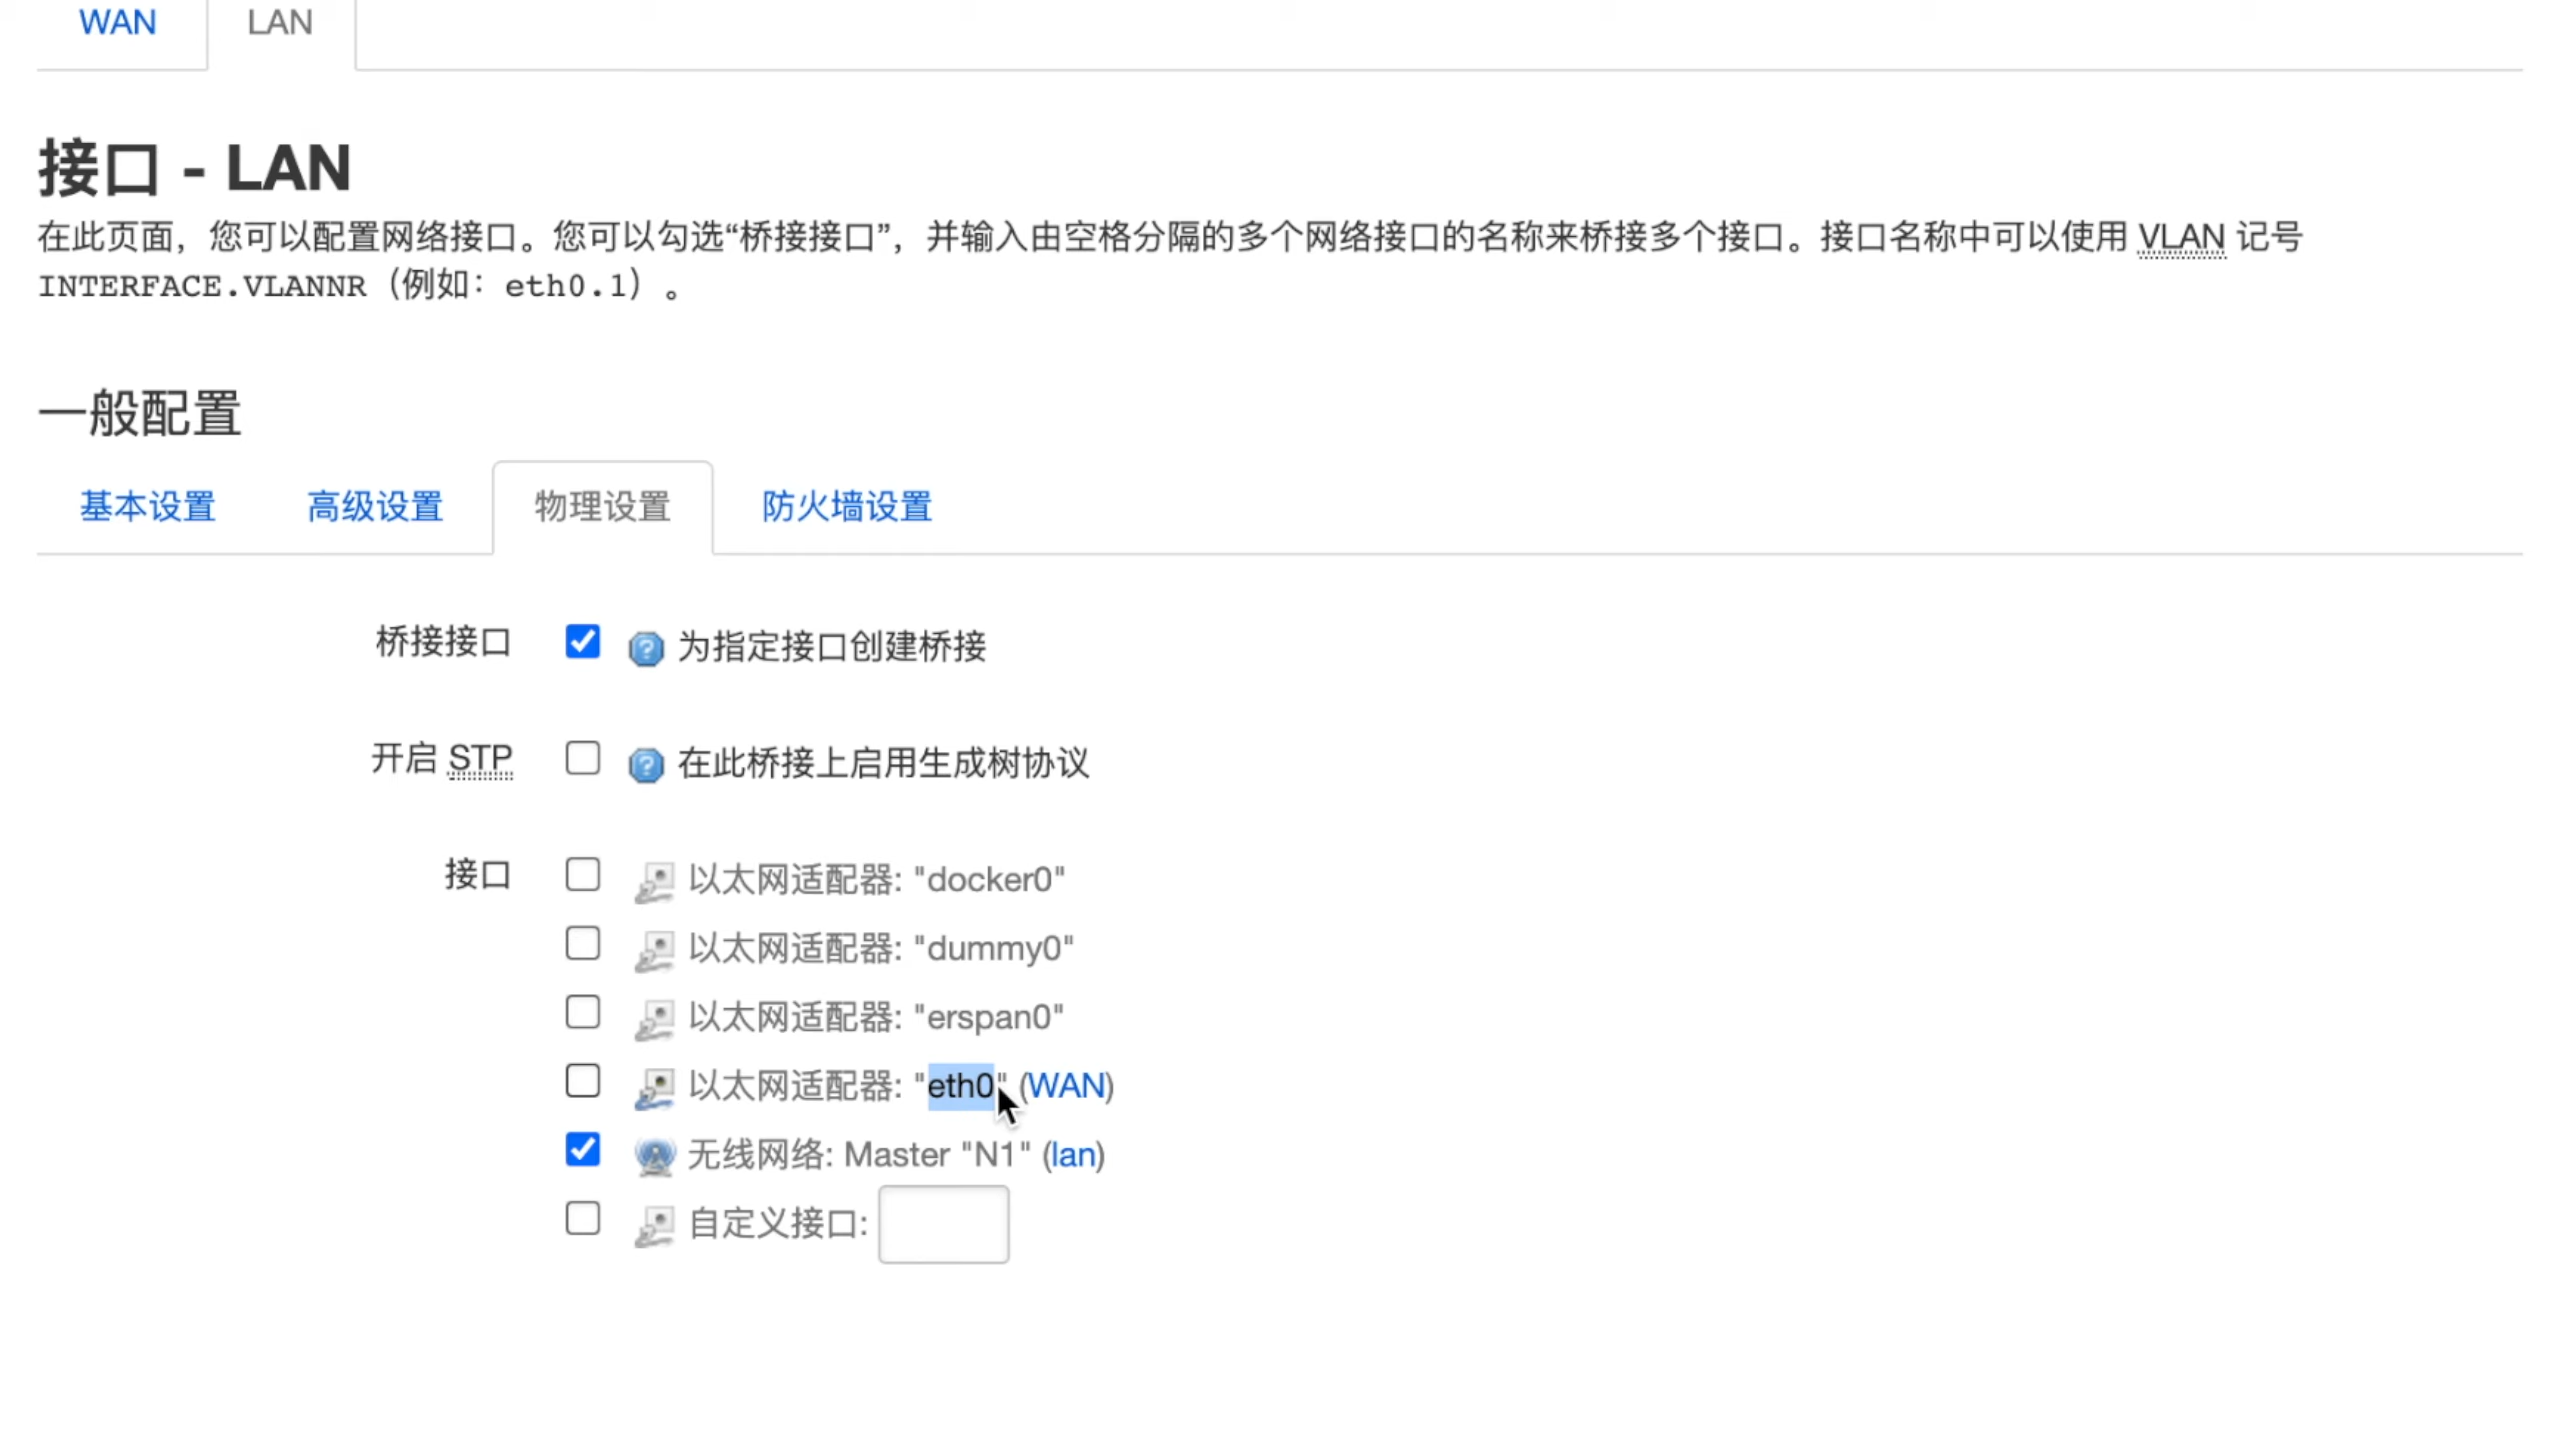 WAN LAN
接口 - LAN
在此页面，您可以配置网络接口。您可以勾选“桥接接口”，并输入由空格分隔的多个网络接口的名称来桥接多个接口。接口名称中可以使用 VLAN 记号
INTERFACE.VLANNR（例如：eth0.1）。
一般配置
基本设置 高级设置 物理设置 防火墙设置
桥接接口 为指定接口创建桥接
开启 STP 在此桥接上启用生成树协议
接口 以太网适配器: "docker0"
以太网适配器: "dummy0"
以太网适配器: "erspan0"
以太网适配器: "eth0" (WAN)
无线网络: Master "N1" (lan)
自定义接口: